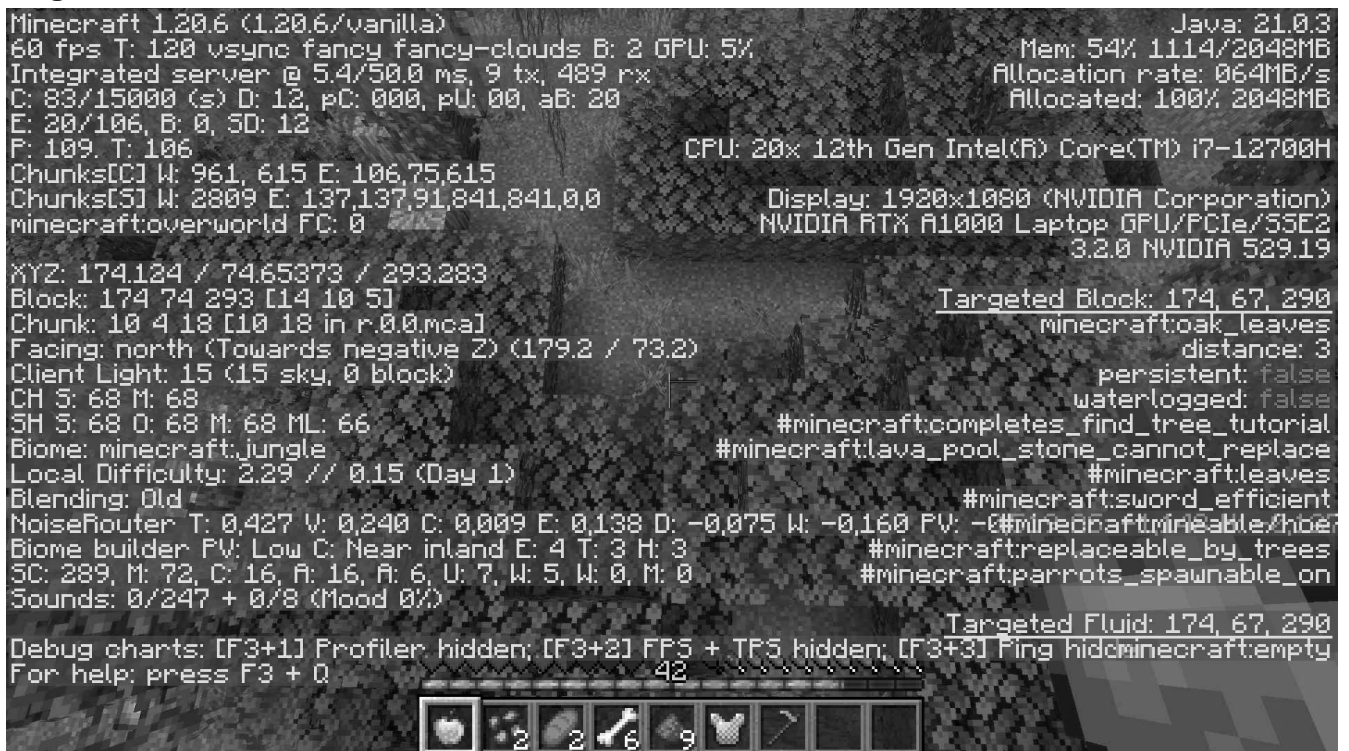 Minecraft 1.20.6 (1.20.6/vanilla)
60 fps T: 120 vsync fancy fancy-clouds B: 2 GPU: 5%
Integrated server @ 5.4/50.0 ms, 9 tx, 489 rx
C: 83/15000 (s) D: 12, pC: 000, pU: 00, aB: 20
E: 20/106, B: 0, SD: 12
P: 109. T: 106
Chunks[C] W: 961, 615 E: 106,75,615
Chunks[S] W: 2809 E: 137,137,91,841,841,0,0
minecraft:overworld FC: 0
XYZ: 174.124 / 74.65373 / 293.283
Block: 174 74 293 [14 10 5]
Chunk: 10 4 18 [10 18 in r.0.0.mca]
Facing: north (Towards negative Z) (179.2 / 73.2)
Client Light: 15 (15 sky, 0 block)
CH S: 68 M: 68
SH S: 68 O: 68 M: 68 ML: 66
Biome: minecraft:jungle
Local Difficulty: 2.29 // 0.15 (Day 1)
Blending: Old
NoiseRouter T: 0,427 V: 0,240 C: 0,009 E: 0,138 D: -0,075 W: -0,160 PV: 
Biome builder PV: Low C: Near inland E: 4 T: 3 H: 3
SC: 289, M: 72, C: 16, A: 16, A: 6, U: 7, W: 5, W: 0, M: 0
Sounds: 0/247 + 0/8 (Mood 0%)
Debug charts: [F3+1] Profiler hidden; [F3+2] FPS + TPS hidden; [F3+3] Ping
For help: press F3 + Q
Java: 21.0.3
Mem: 54% 1114/2048MB
Allocation rate: 064MB/s
Allocated: 100% 2048MB
CPU: 20x 12th Gen Intel(R) Core(TM) i7-12700H
Display: 1920x1080 (NVIDIA Corporation)
NVIDIA RTX A1000 Laptop GPU/PCIe/SSE2
3.2.0 NVIDIA 529.19
Targeted Block: 174, 67, 290
minecraft:oak_leaves
distance: 3
persistent: false
waterlogged: false
#minecraft:completes_find_tree_tutorial
#minecraft:lava_pool_stone_cannot_replace
#minecraft:leaves
#minecraft:sword_efficient
#minecraft:mineable/hoe
#minecraft:replaceable_by_trees
#minecraft:parrots_spawnable_on
Targeted Fluid: 174, 67, 290
minecraft:empty
42
2
2
6
9